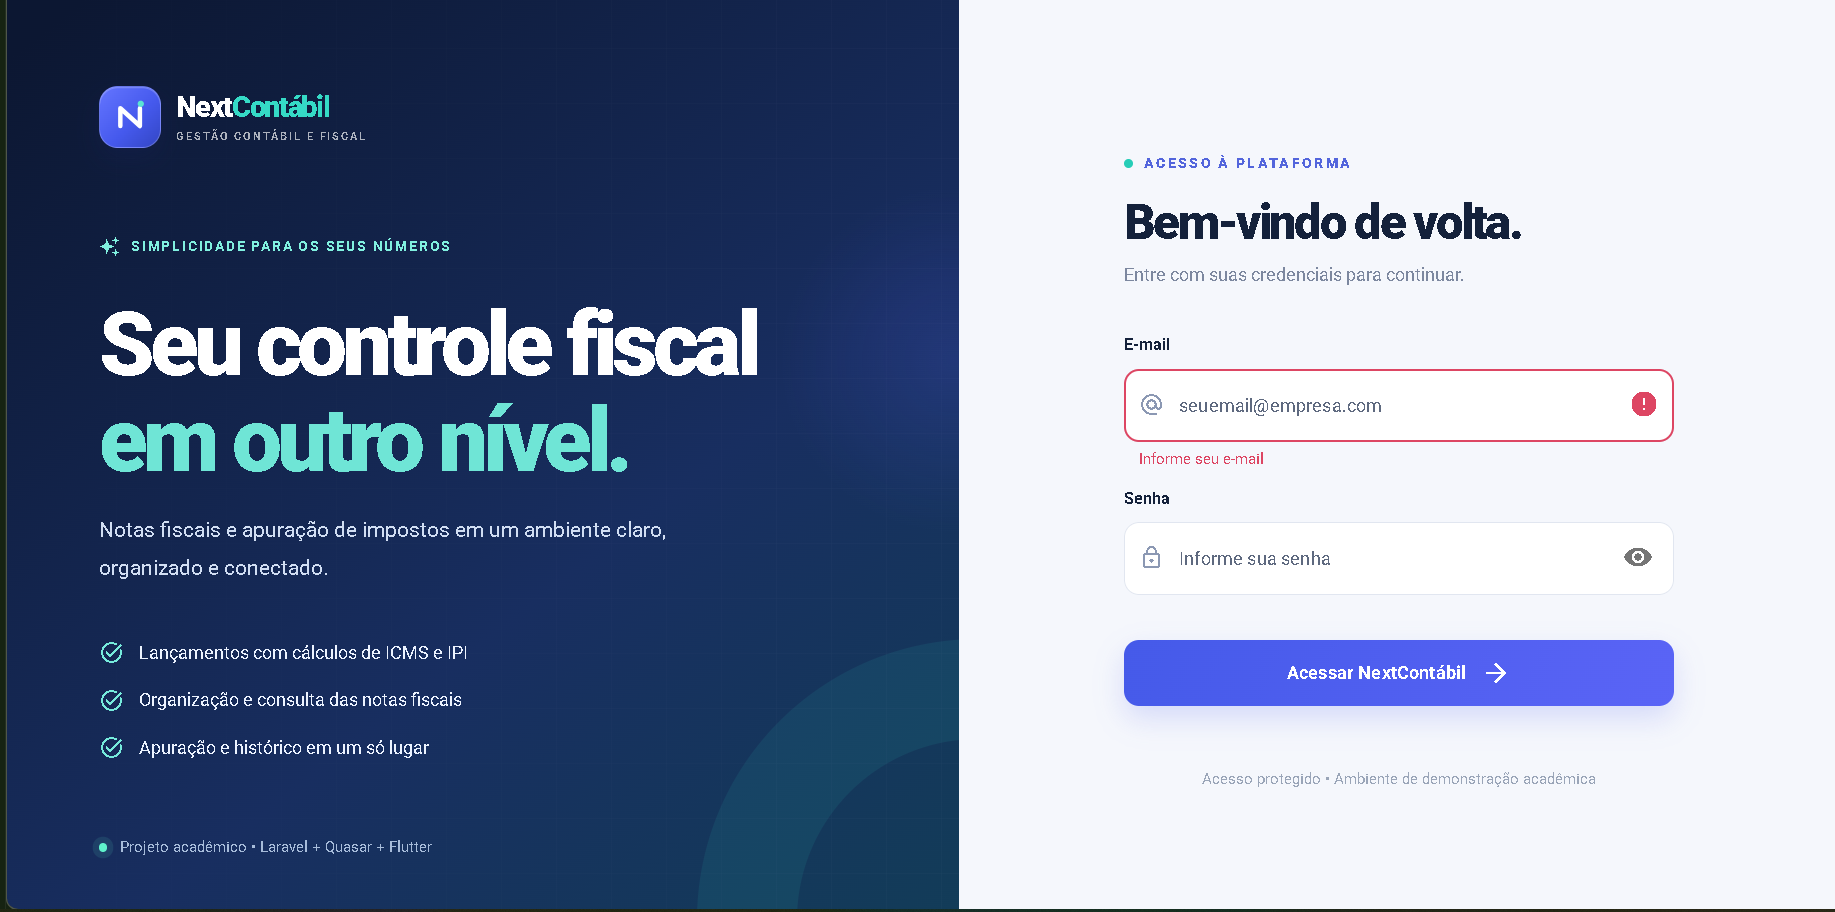 N
NextContábil
GESTÃO CONTÁBIL E FISCAL
SIMPLICIDADE PARA OS SEUS NÚMEROS
Seu controle fiscal
em outro nível.
Notas fiscais e apuração de impostos em um ambiente claro,
organizado e conectado.
Lançamentos com cálculos de ICMS e IPI
Organização e consulta das notas fiscais
Apuração e histórico em um só lugar
Projeto acadêmico • Laravel + Quasar + Flutter
ACESSO À PLATAFORMA
Bem-vindo de volta.
Entre com suas credenciais para continuar.
E-mail
seuemail@empresa.com
Informe seu e-mail
Senha
Informe sua senha
Acessar NextContábil
Acesso protegido • Ambiente de demonstração acadêmica